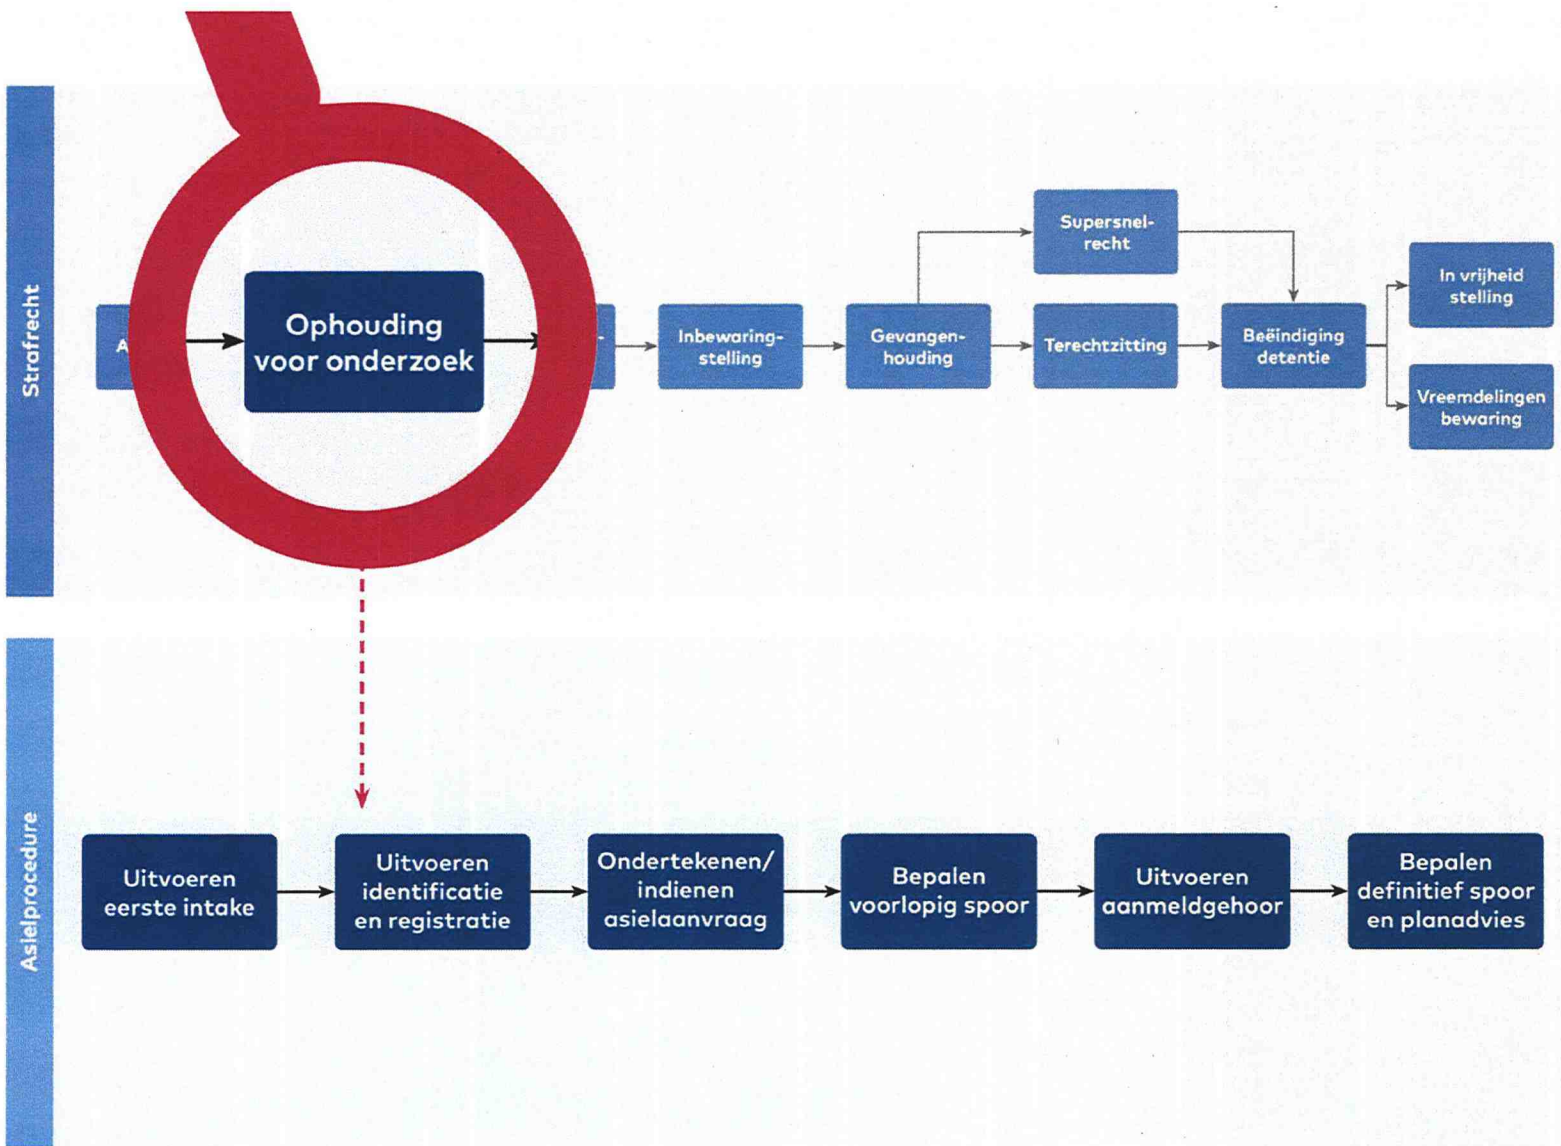 Strafrecht
Ophouding
voor onderzoek
Inbewaring-
stelling
Gevangen-
houding
Supersnel-
recht
Terechtzitting
Beëindiging
detentie
In vrijheid
stelling
Vreemdelingen
bewaring
Asielprocedure
Uitvoeren
eerste intake
Uitvoeren
identificatie
en registratie
Ondertekenen/
indienen
asielaanvraag
Bepalen
voorlopig spoor
Uitvoeren
aanmeldgehoor
Bepalen
definitief spoor
en planadvies